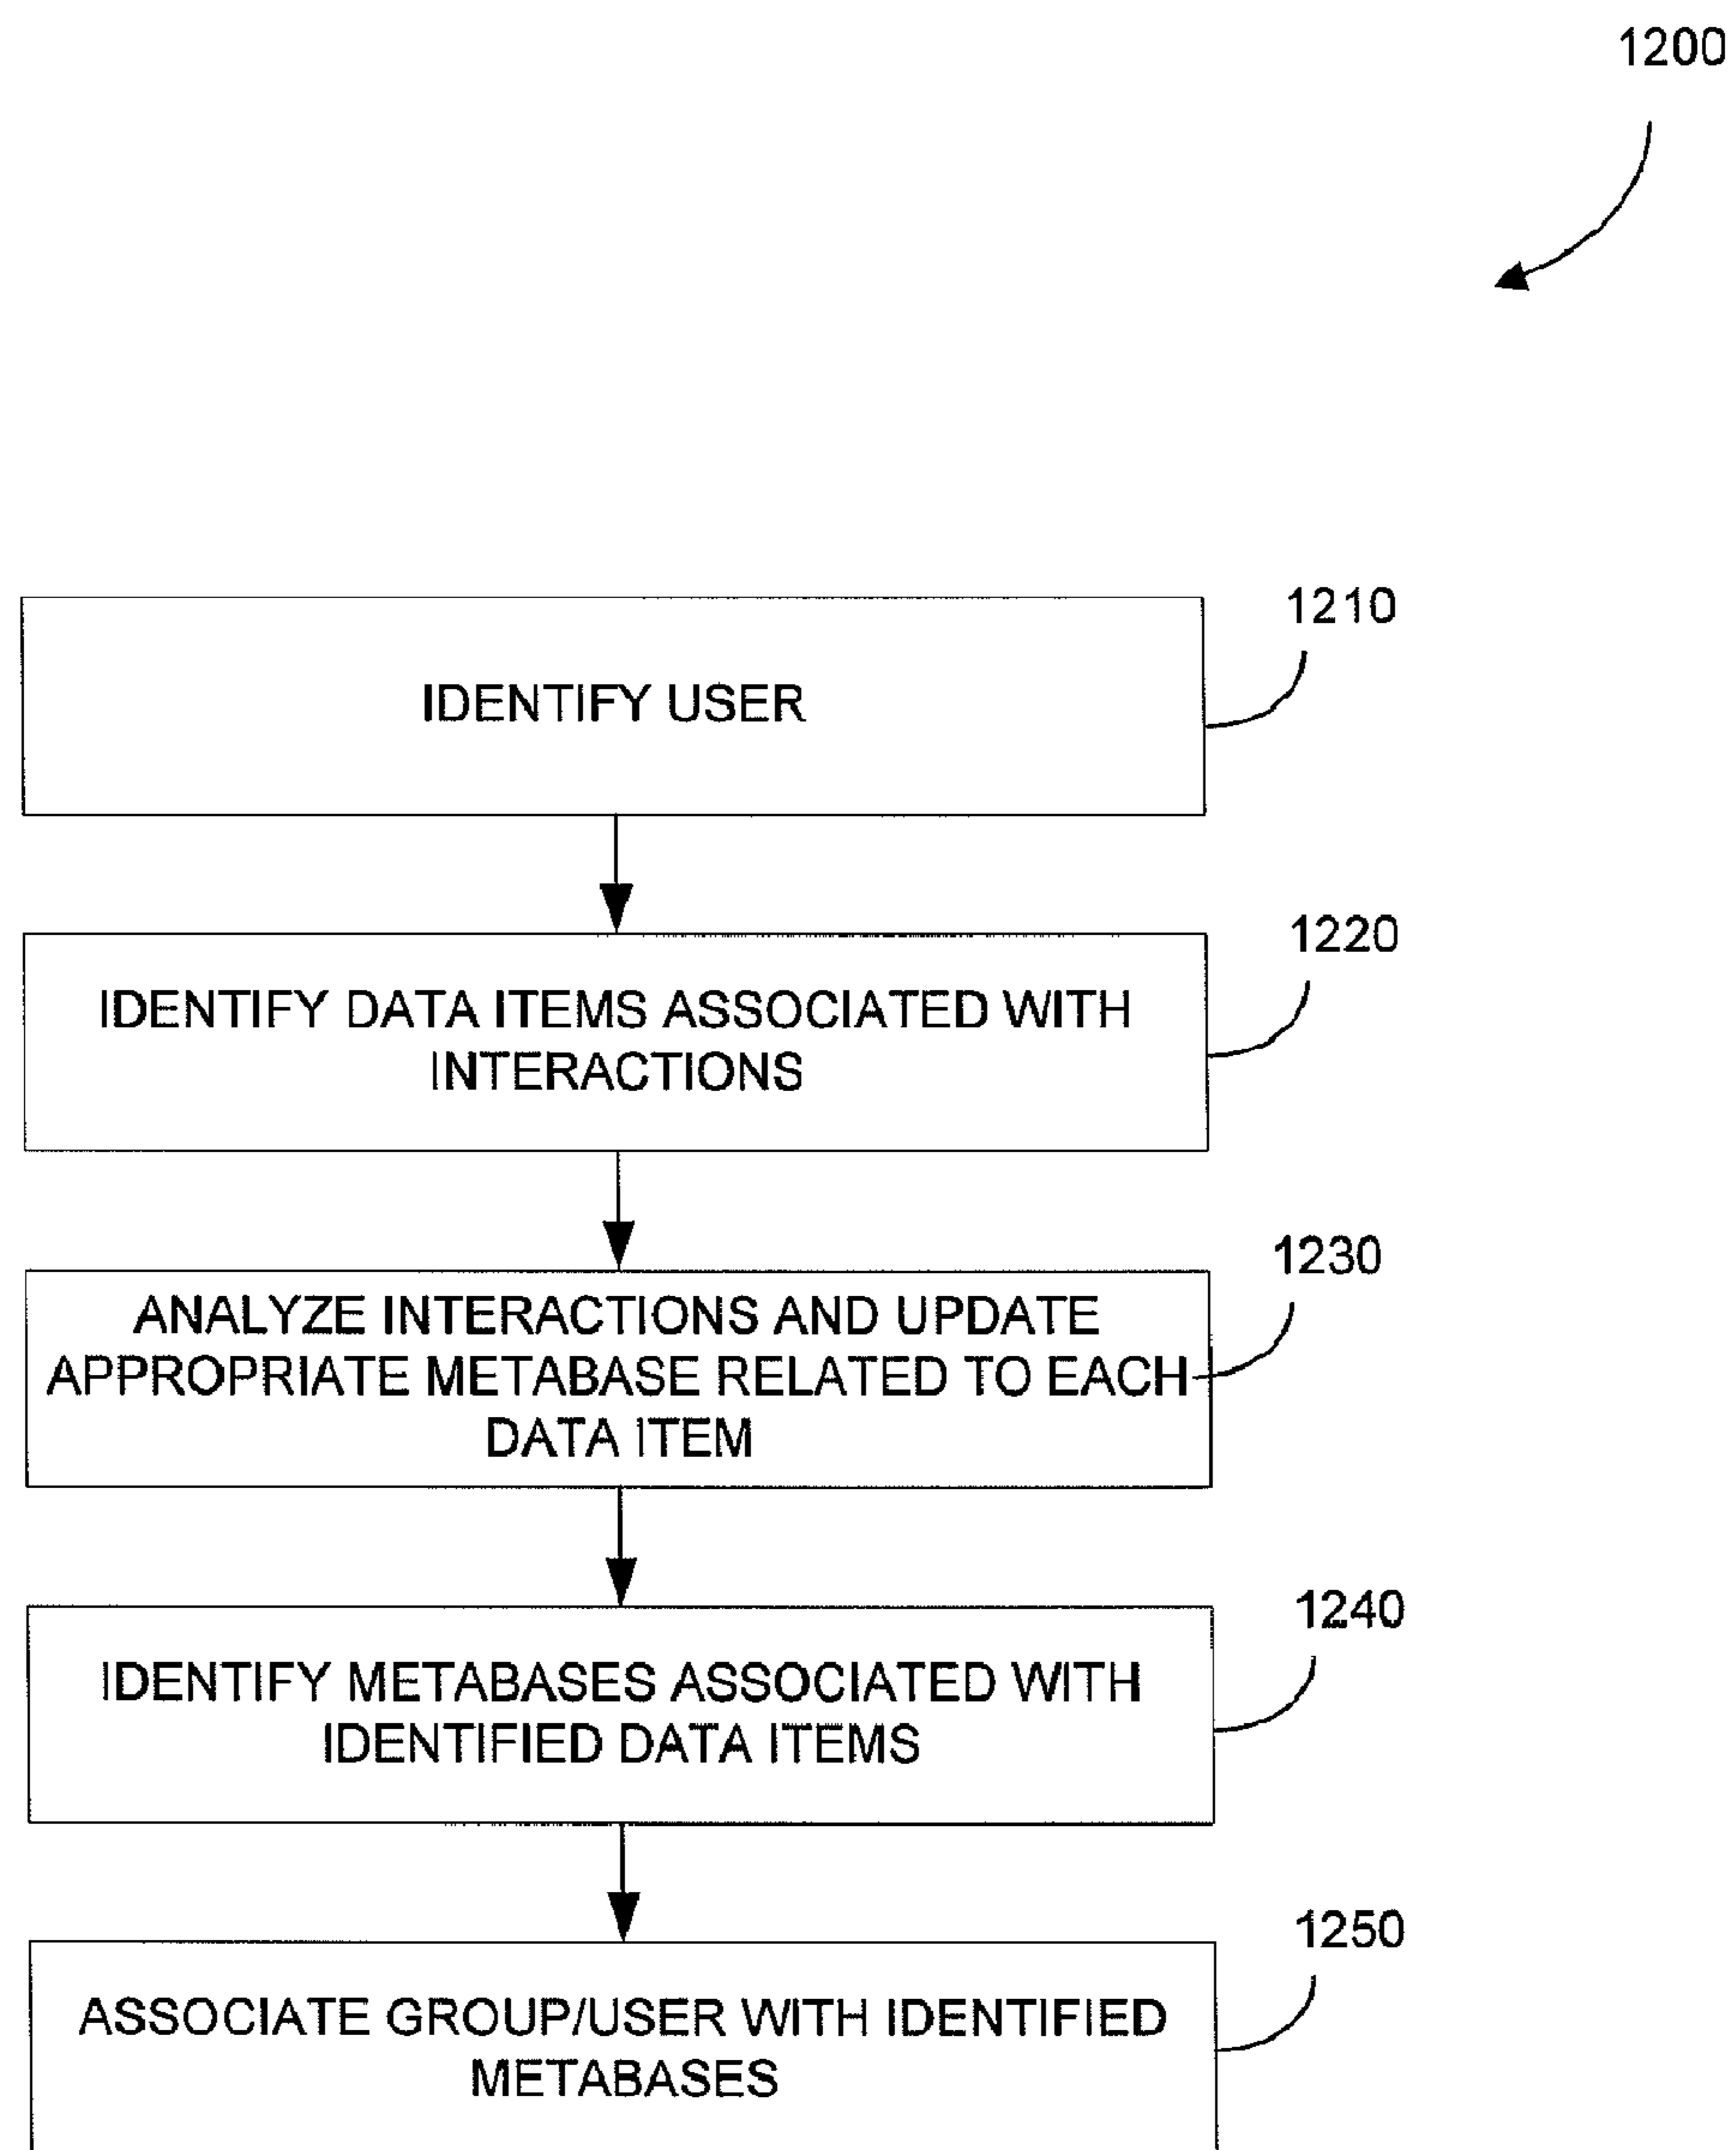 1200
1210
IDENTIFY USER
1220
IDENTIFY DATA ITEMS ASSOCIATED WITH
INTERACTIONS
1230
ANALYZE INTERACTIONS AND UPDATE
APPROPRIATE METABASE RELATED TO EACH
DATA ITEM
1240
IDENTIFY METABASES ASSOCIATED WITH
IDENTIFIED DATA ITEMS
1250
ASSOCIATE GROUP/USER WITH IDENTIFIED
METABASES